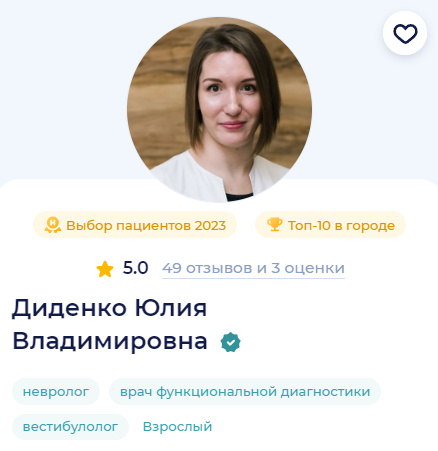 Выбор пациентов 2023 Топ-10 в городе
5.0 49 отзывов и 3 оценки
Диденко Юлия
Владимировна
невролог врач функциональной диагностики
вестибулолог Взрослый